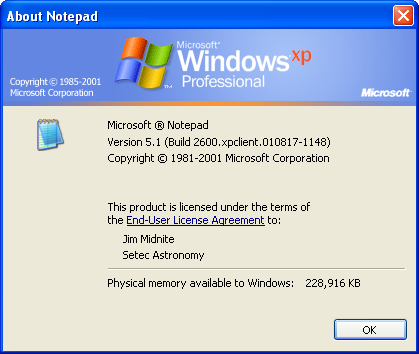 About Notepad
Microsoft®
Windows xp
Professional
Copyright © 1985-2001
Microsoft Corporation
Microsoft
Microsoft ® Notepad
Version 5.1 (Build 2600.xpclient.010817-1148)
Copyright © 1981-2001 Microsoft Corporation
This product is licensed under the terms of
the End-User License Agreement to:
Jim Midnite
Setec Astronomy
Physical memory available to Windows: 228,916 KB
OK